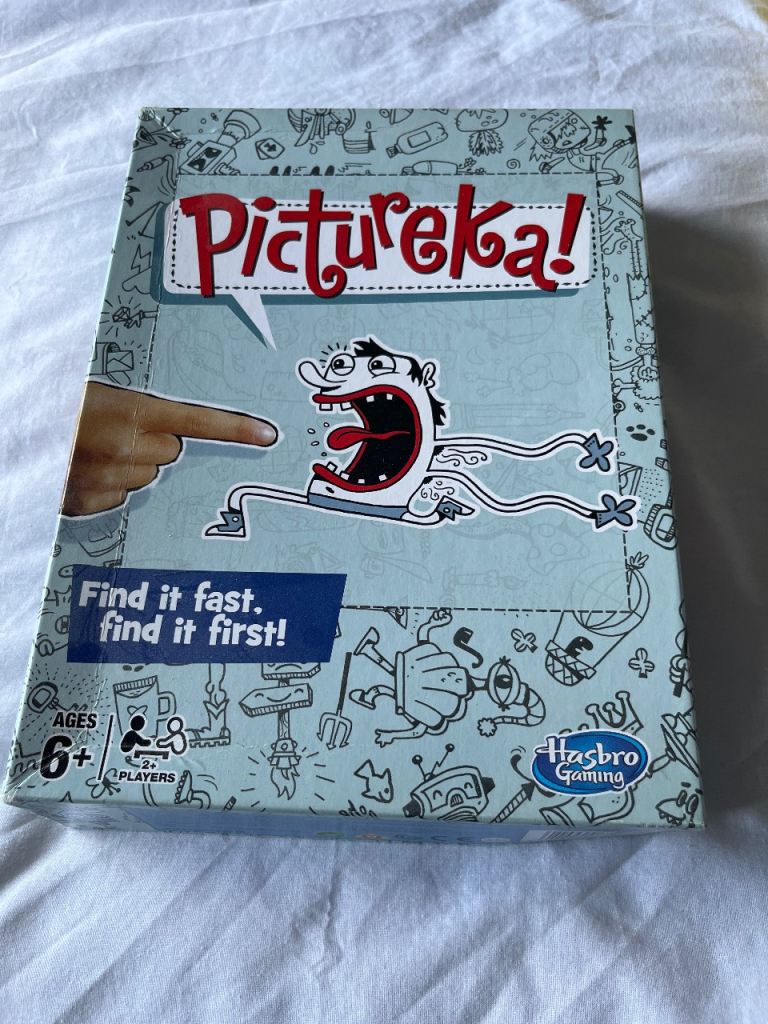 Pictureka!
Find it fast,
find it first!
AGES
6+
2+
PLAYERS
Hasbro
Gaming